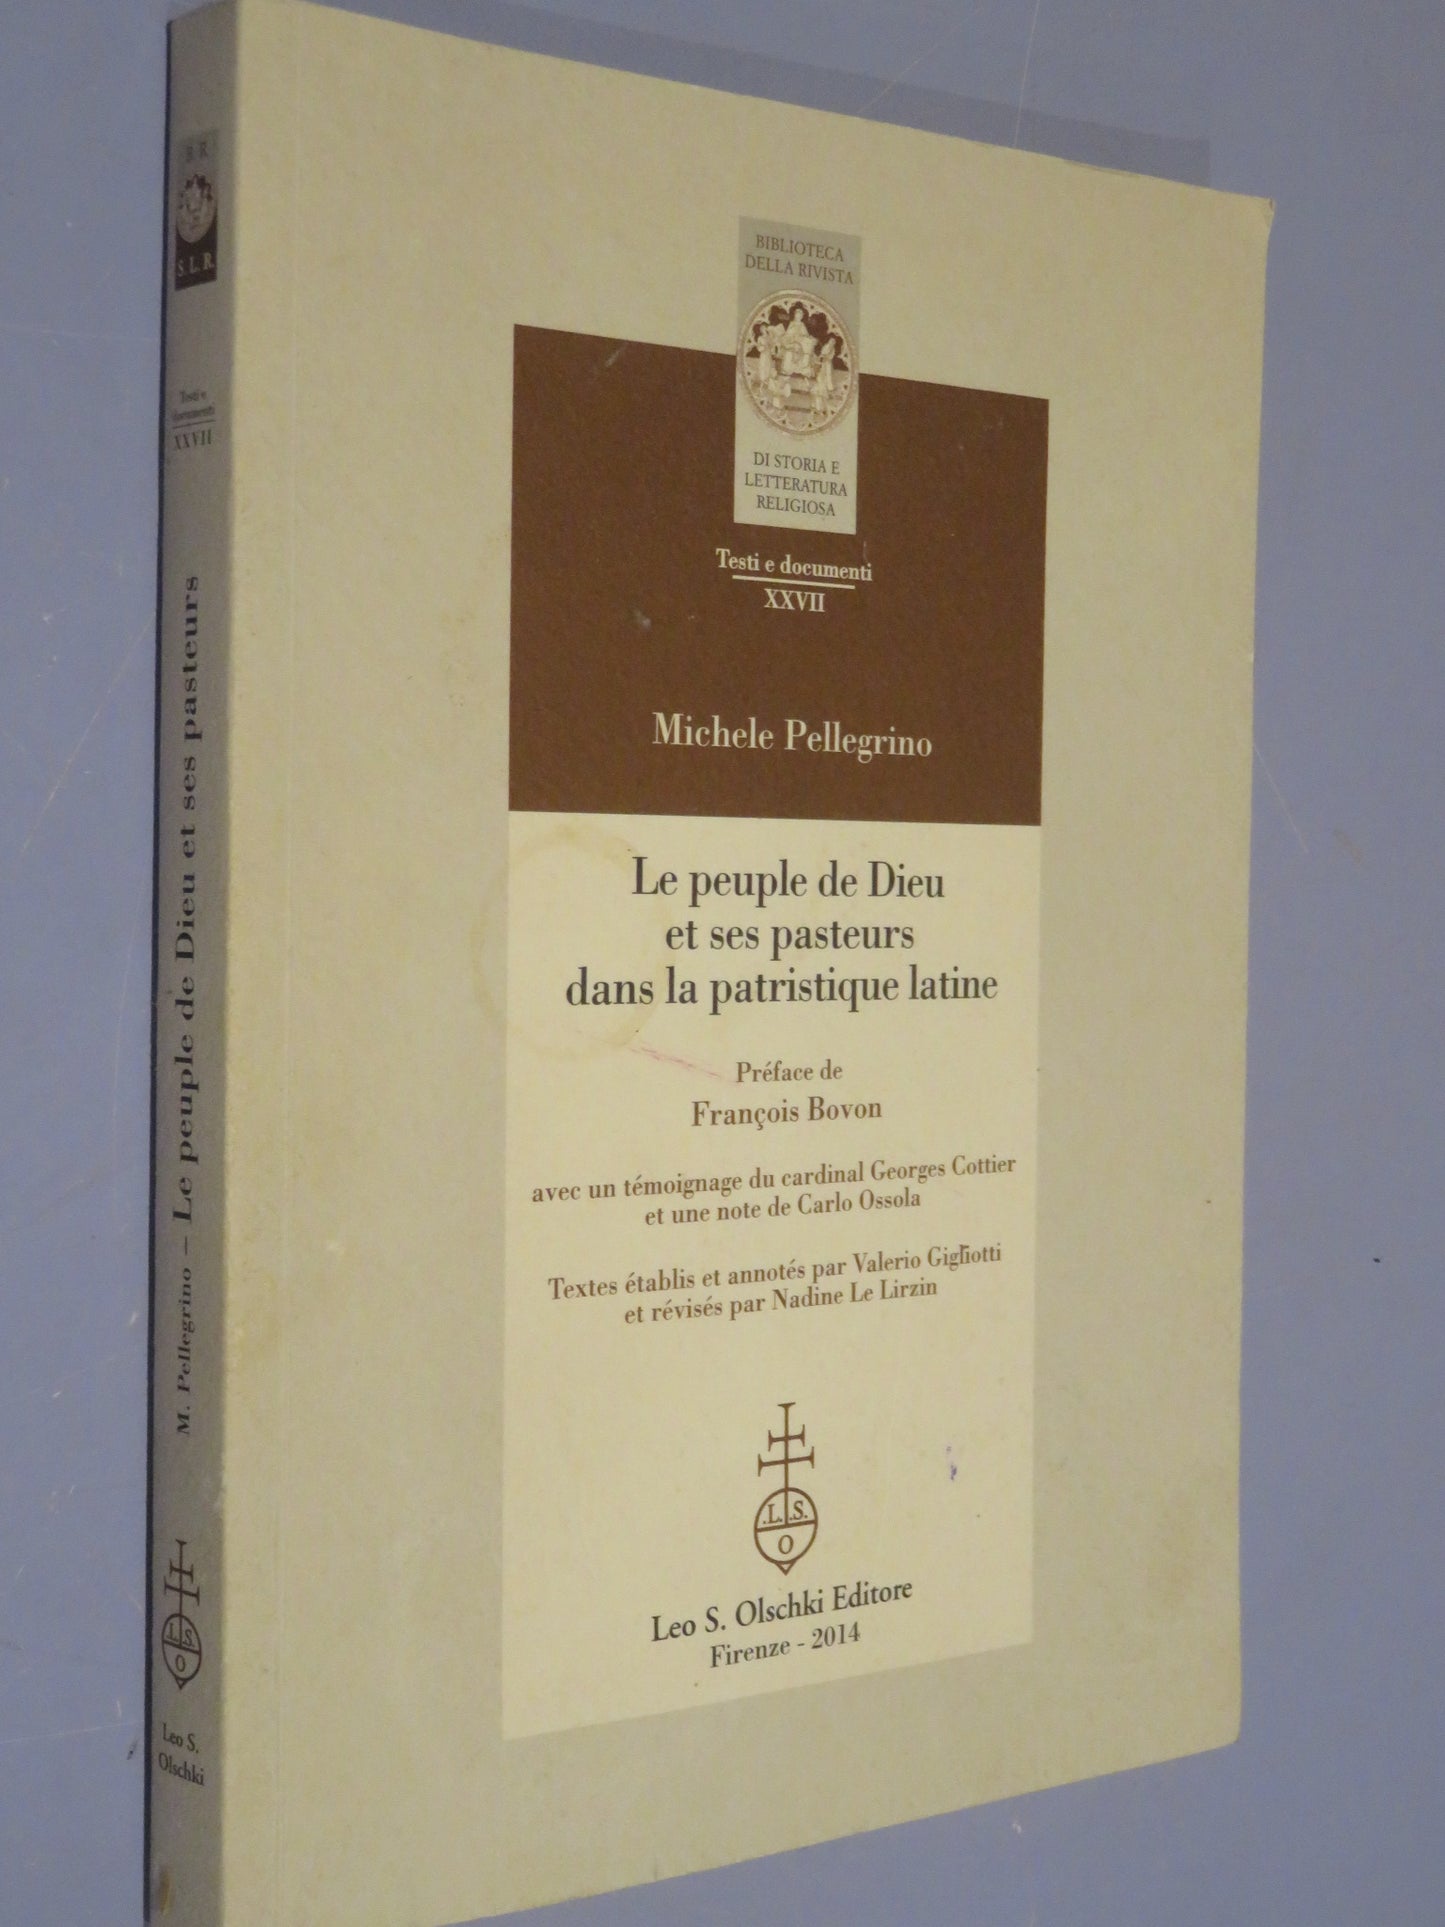 B R
S. L. R.
Testi e
documenti
XXVII
M. Pellegrino – Le peuple de Dieu et ses pasteurs
L. S.
O
Leo S.
Olschki
BIBLIOTECA
DELLA RIVISTA
DI STORIA E
LETTERATURA
RELIGIOSA
Testi e documenti
XXVII
Michele Pellegrino
Le peuple de Dieu
et ses pasteurs
dans la patristique latine
Préface de
François Bovon
avec un témoignage du cardinal Georges Cottier
et une note de Carlo Ossola
Textes établis et annotés par Valerio Gigliotti
et révisés par Nadine Le Lirzin
.L. .S.
O
Leo S. Olschki Editore
Firenze - 2014